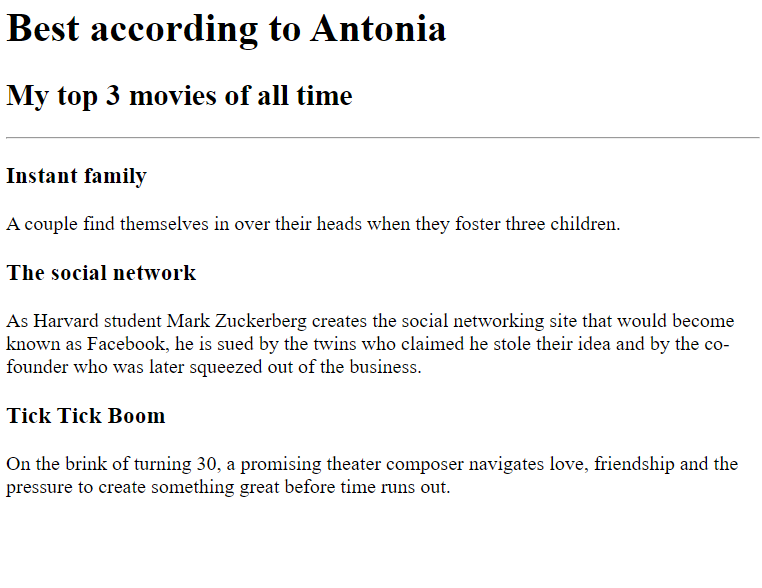 Best according to Antonia
My top 3 movies of all time
Instant family
A couple find themselves in over their heads when they foster three children.
The social network
As Harvard student Mark Zuckerberg creates the social networking site that would become
known as Facebook, he is sued by the twins who claimed he stole their idea and by the co-
founder who was later squeezed out of the business.
Tick Tick Boom
On the brink of turning 30, a promising theater composer navigates love, friendship and the
pressure to create something great before time runs out.